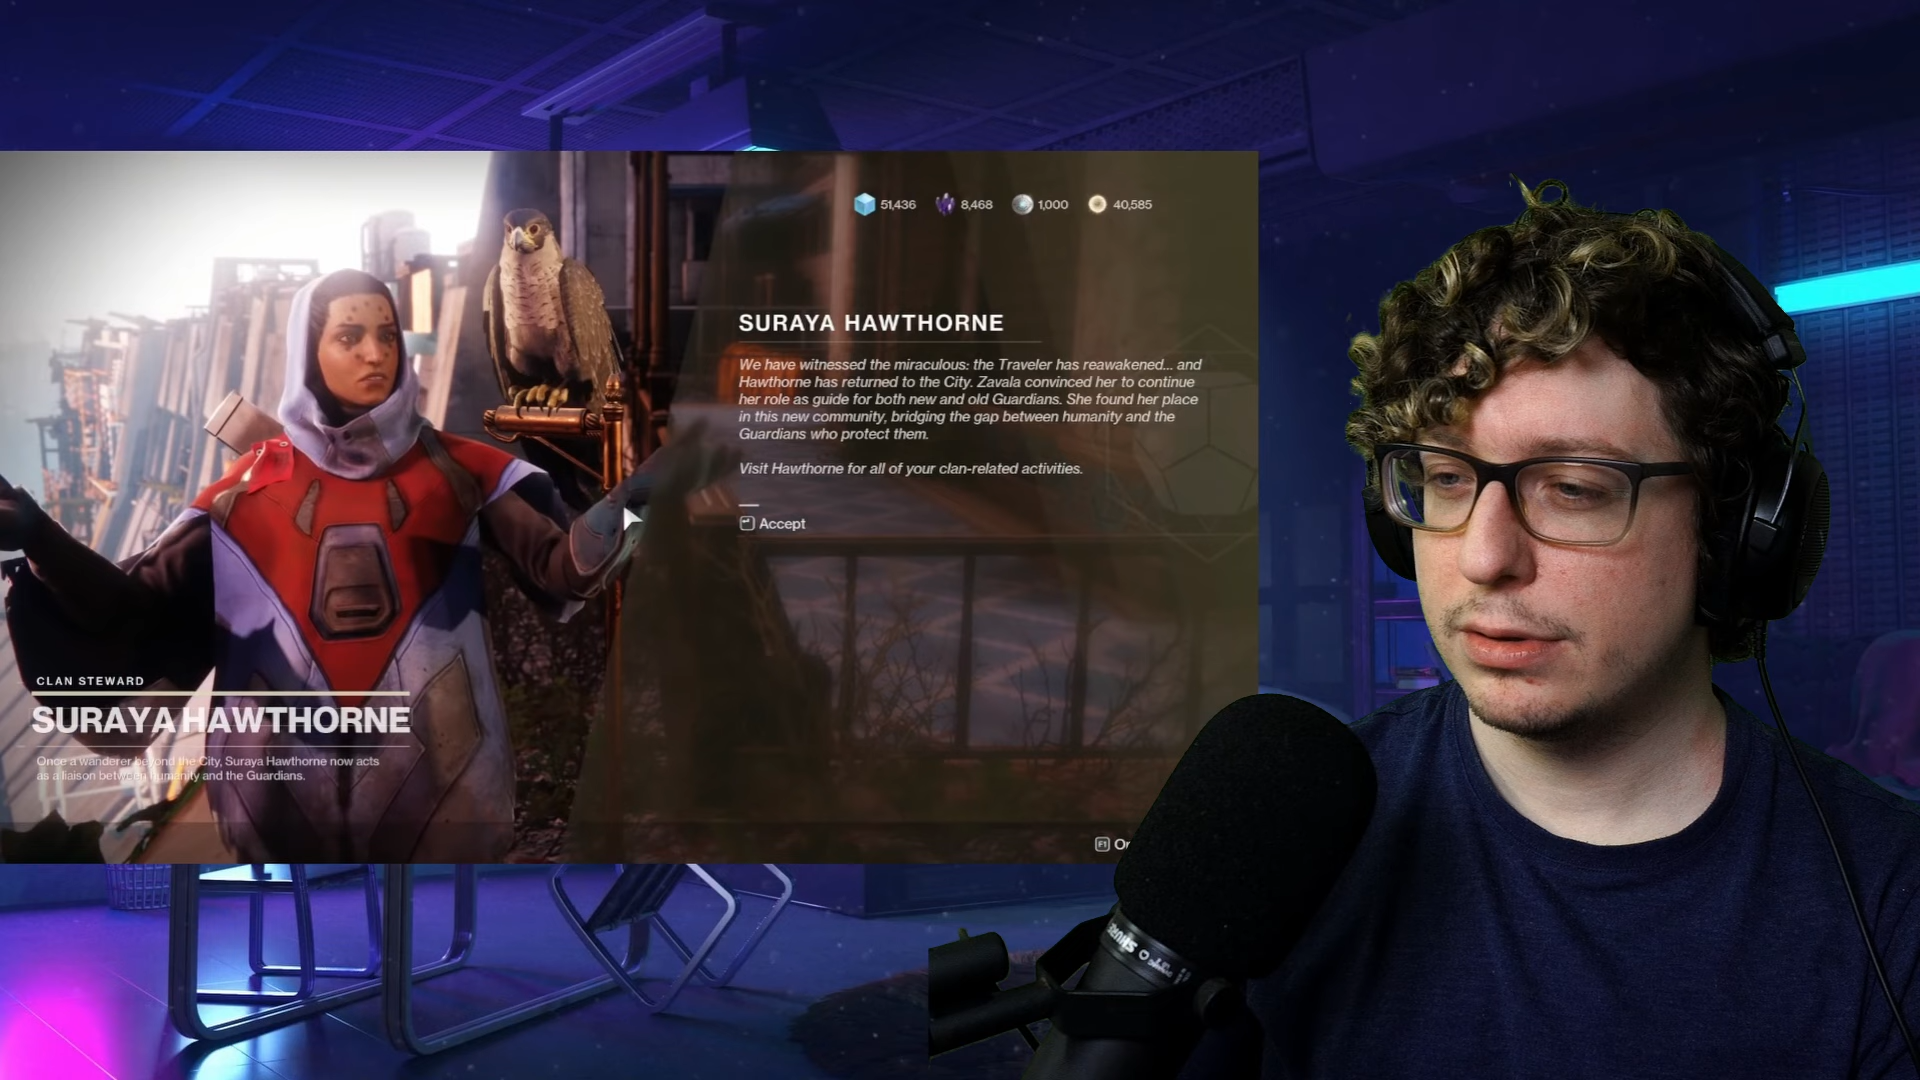 51,436 8,468 1,000 40,585
SURAYA HAWTHORNE
We have witnessed the miraculous: the Traveler has reawakened... and
Hawthorne has returned to the City. Zavala convinced her to continue
her role as guide for both new and old Guardians. She found her place
in this new community, bridging the gap between humanity and the
Guardians who protect them.
Visit Hawthorne for all of your clan-related activities.
Accept
CLAN STEWARD
SURAYA HAWTHORNE
Once a wanderer beyond the City, Suraya Hawthorne now acts
as a liaison between humanity and the Guardians.
F1
SHURE